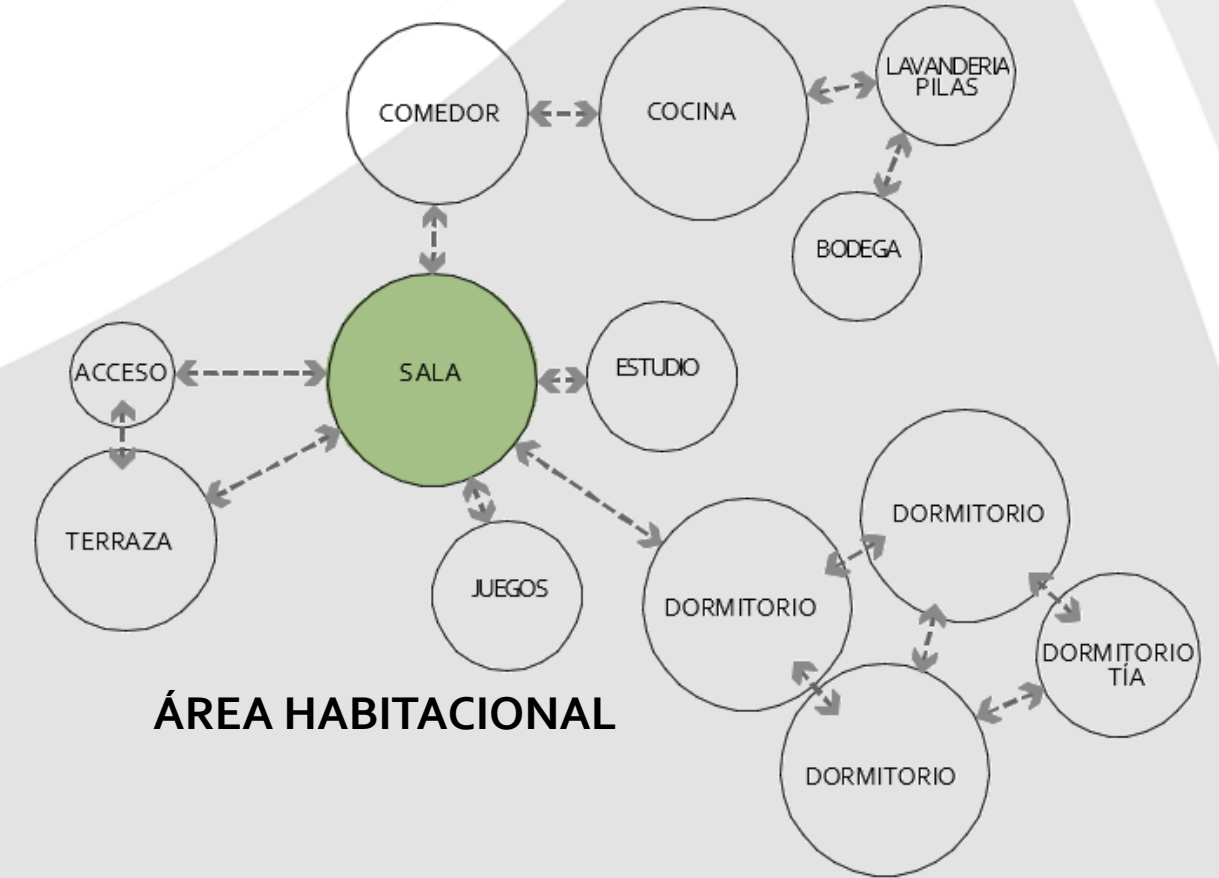 LAVANDERIA
PILAS
COMEDOR
COCINA
BODEGA
ACCESO
SALA
ESTUDIO
TERRAZA
JUEGOS
DORMITORIO
DORMITORIO
DORMITORIO
TÍA
DORMITORIO
ÁREA HABITACIONAL